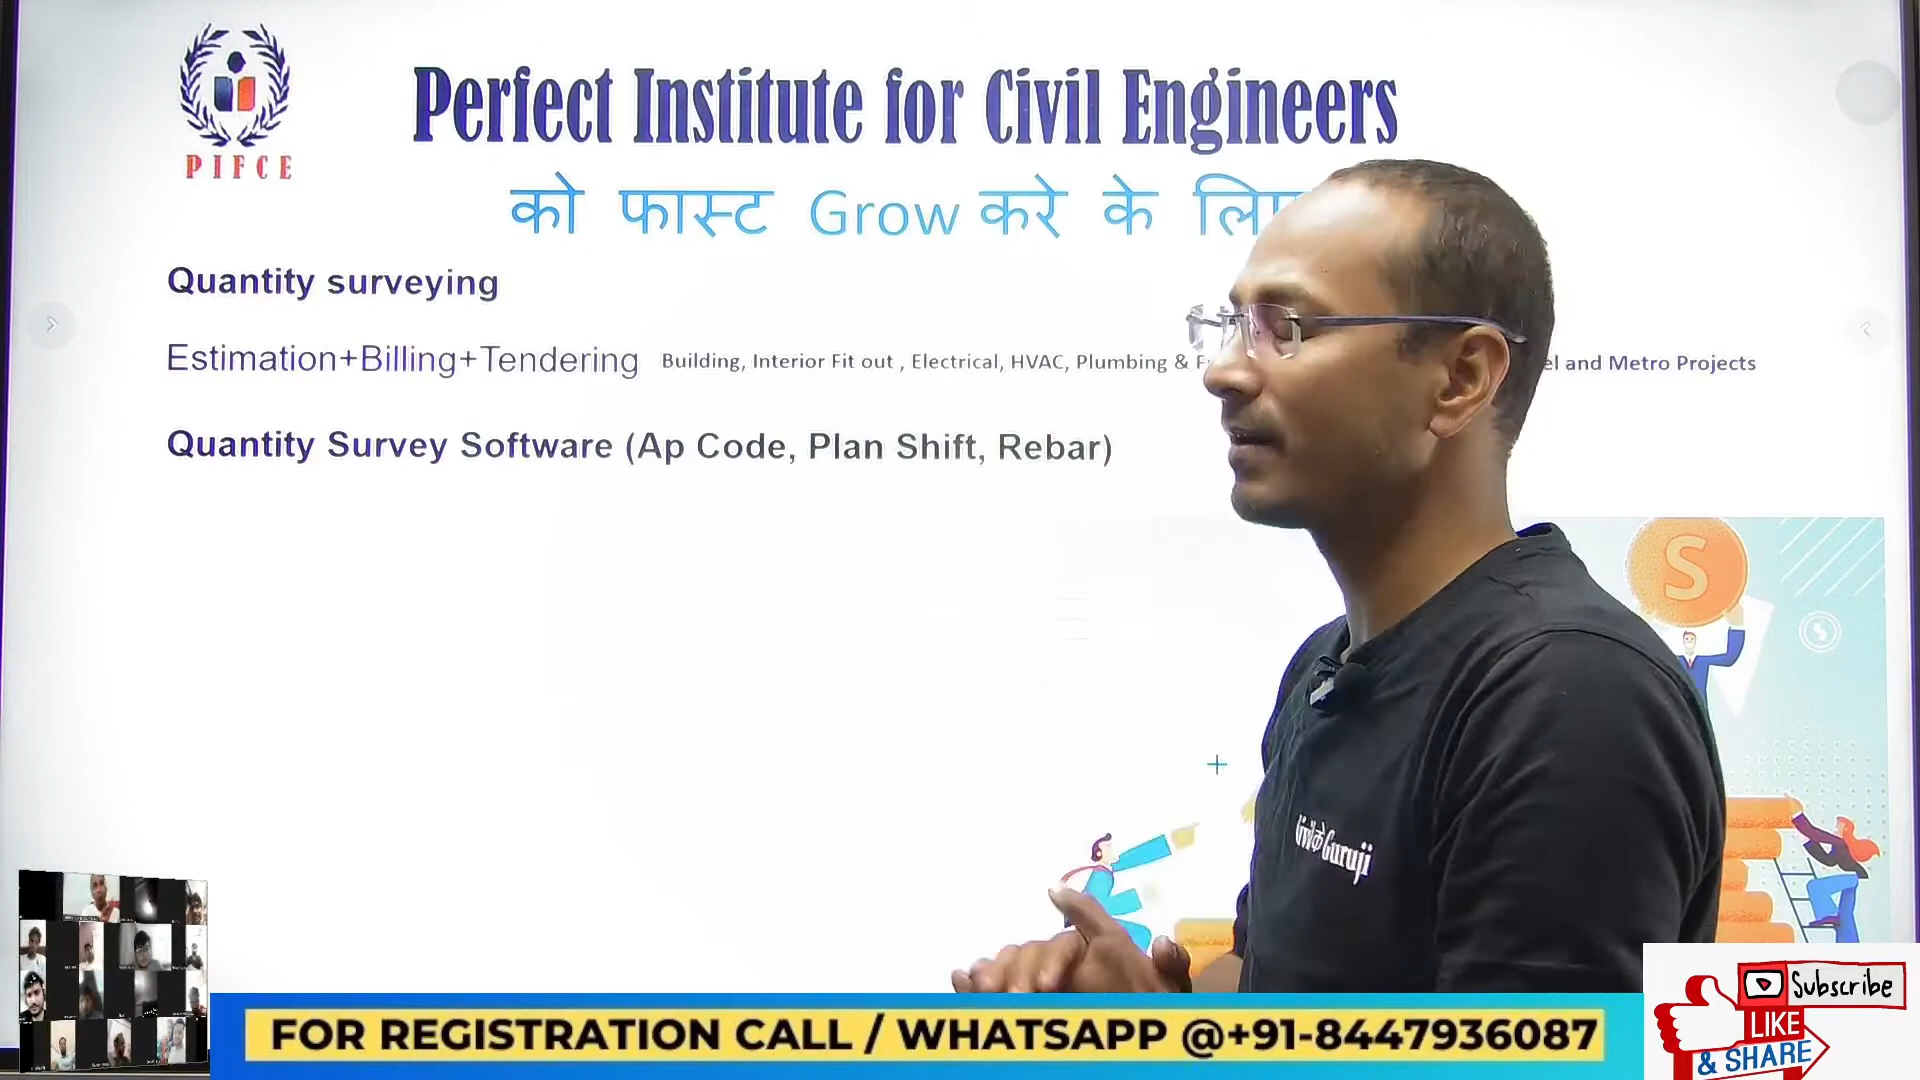 PIFCE
Perfect Institute for Civil Engineers
को फास्ट Grow करे के
Quantity surveying
Estimation+Billing+Tendering Building, Interior Fit out , Electrical, HVAC, Plumbing & and Metro Projects
Quantity Survey Software (Ap Code, Plan Shift, Rebar)
S
के Guruji
FOR REGISTRATION CALL / WHATSAPP @+91-8447936087
Subscribe
LIKE
& SHARE